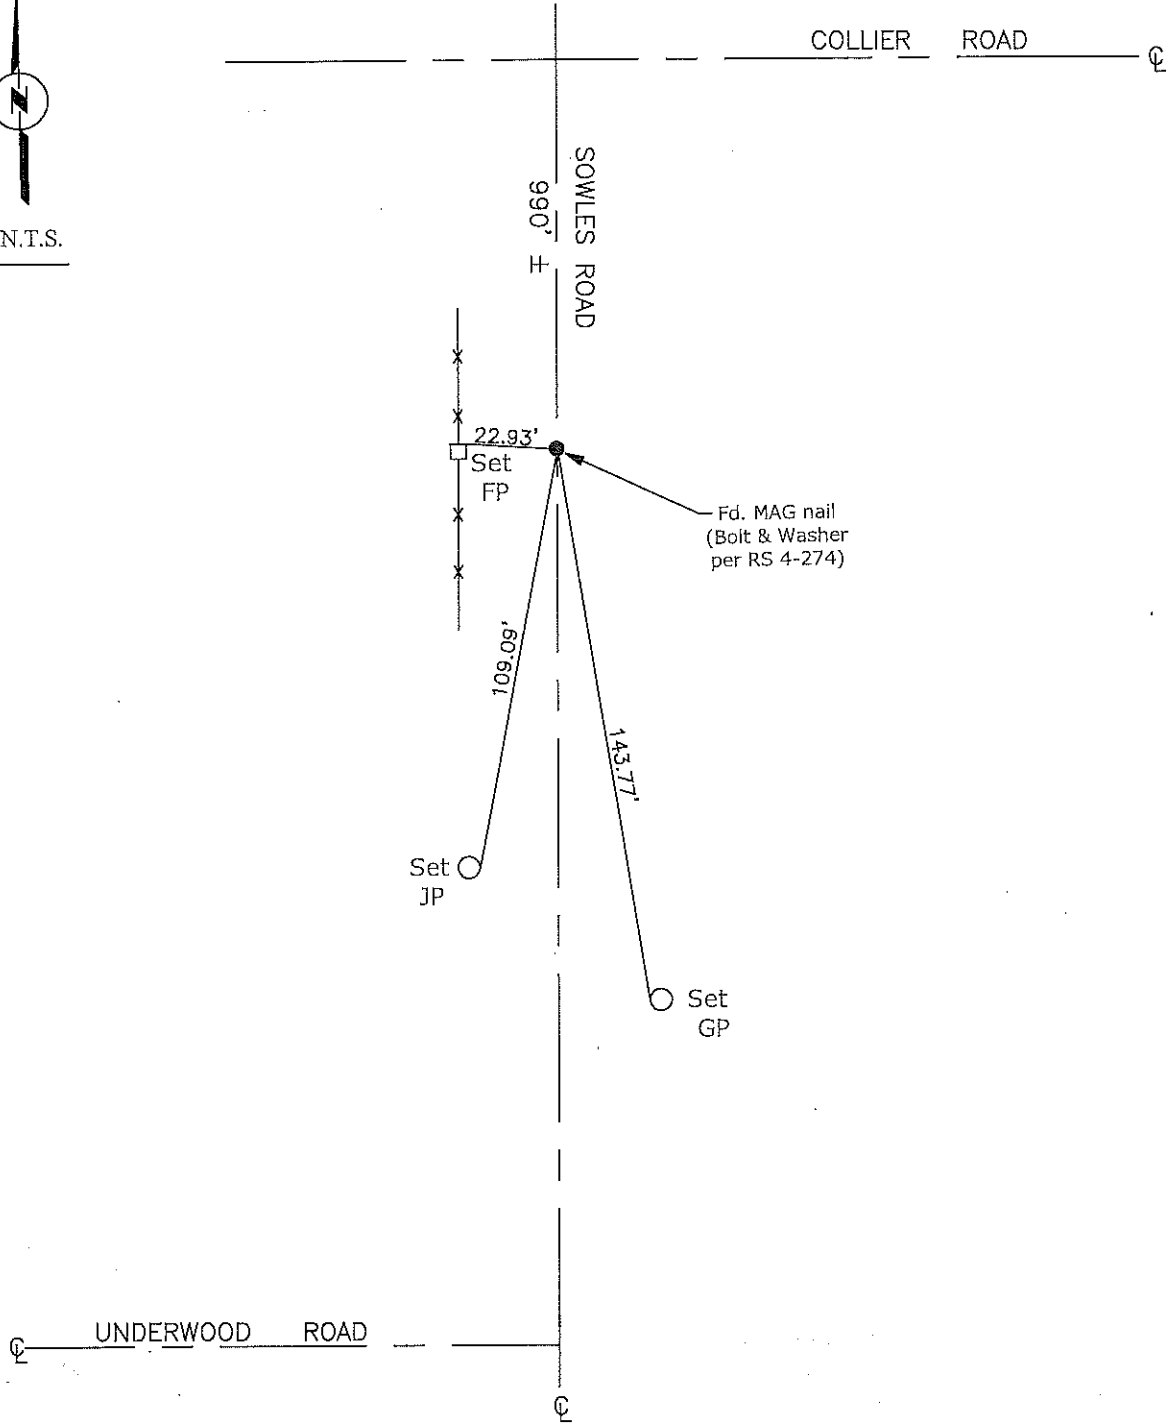 COLLIER ROAD ℄
N
N.T.S.
SOWLES ROAD
990' ±
22.93'
Set
FP
Fd. MAG nail
(Bolt & Washer
per RS 4-274)
109.09'
143.77'
Set
JP
Set
GP
℄ UNDERWOOD ROAD
℄